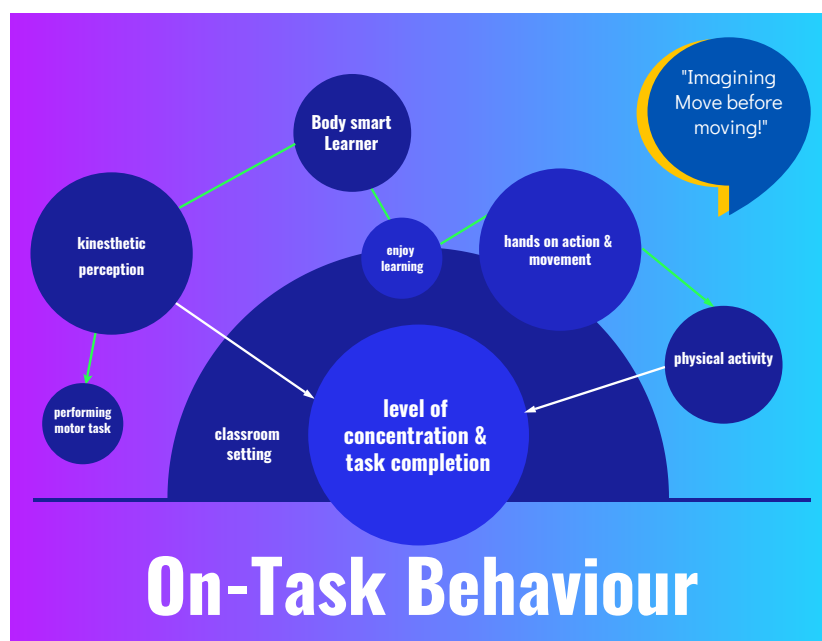 "Imagining
Move before
moving!"
Body smart
Learner
kinesthetic
perception
enjoy
learning
hands on action &
movement
physical activity
performing
motor task
classroom
setting
level of
concentration &
task completion
On-Task Behaviour